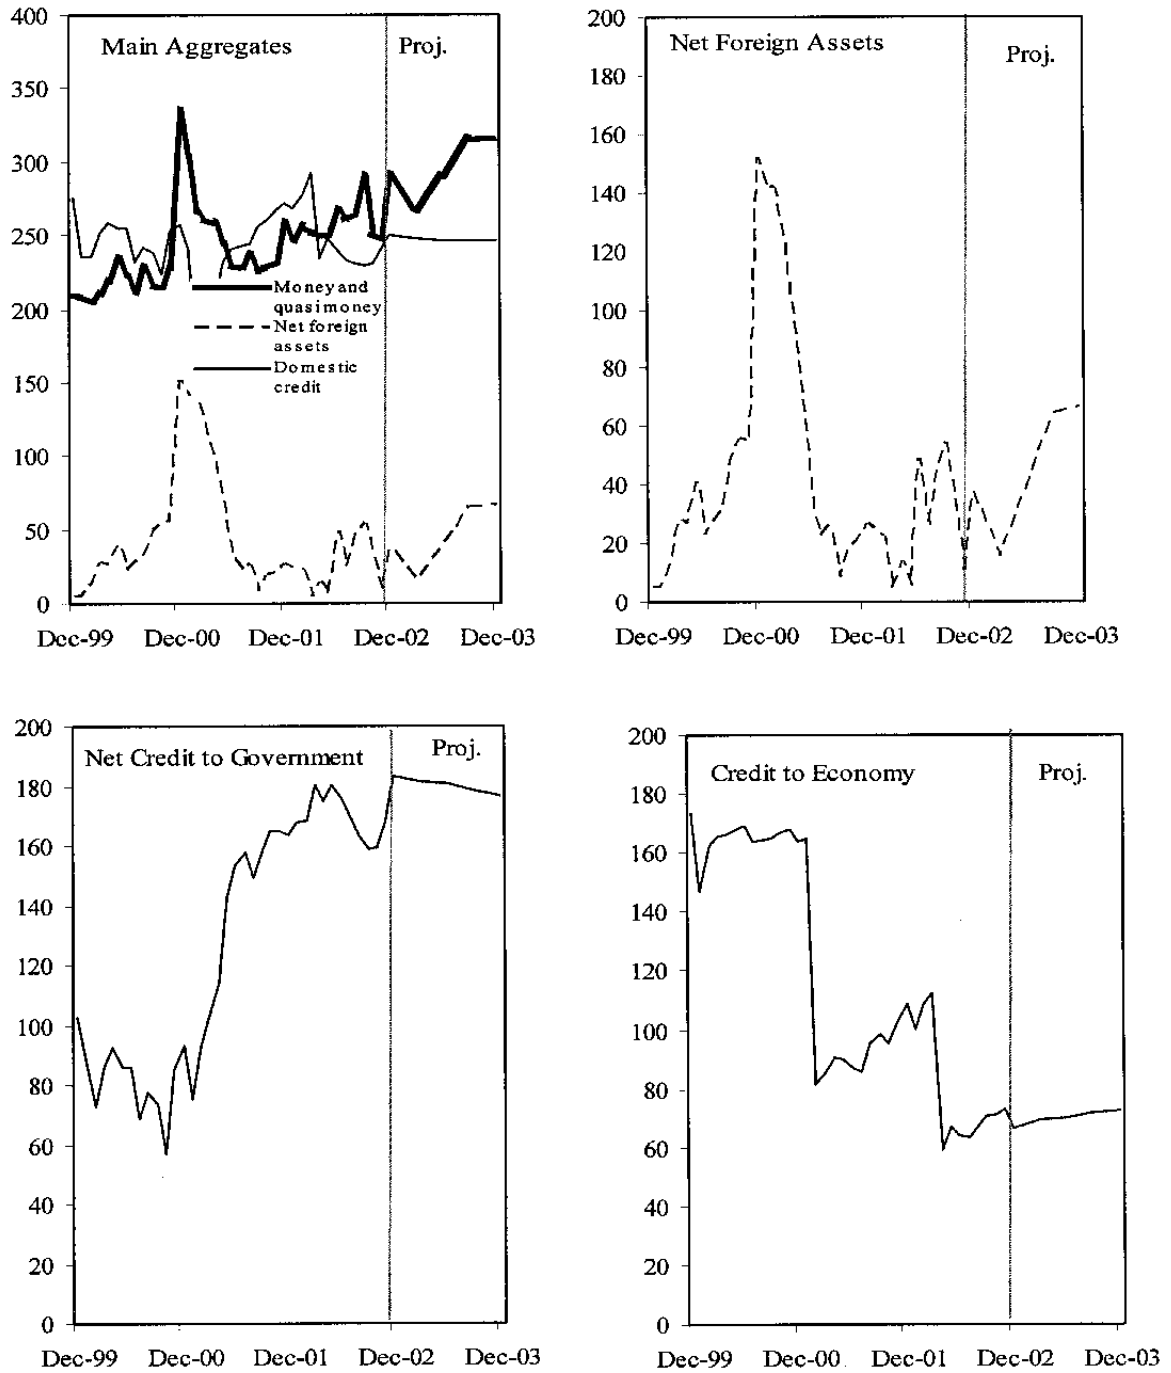 400
350
300
250
200
150
100
50
0
Main Aggregates
Proj.
Money and
quasimoney
Net foreign
assets
Domestic
credit
Dec-99 Dec-00 Dec-01 Dec-02 Dec-03
200
180
160
140
120
100
80
60
40
20
0
Net Foreign Assets
Proj.
Dec-99 Dec-00 Dec-01 Dec-02 Dec-03
200
180
160
140
120
100
80
60
40
20
0
Net Credit to Government
Proj.
Dec-99 Dec-00 Dec-01 Dec-02 Dec-03
200
180
160
140
120
100
80
60
40
20
0
Credit to Economy
Proj.
Dec-99 Dec-00 Dec-01 Dec-02 Dec-03